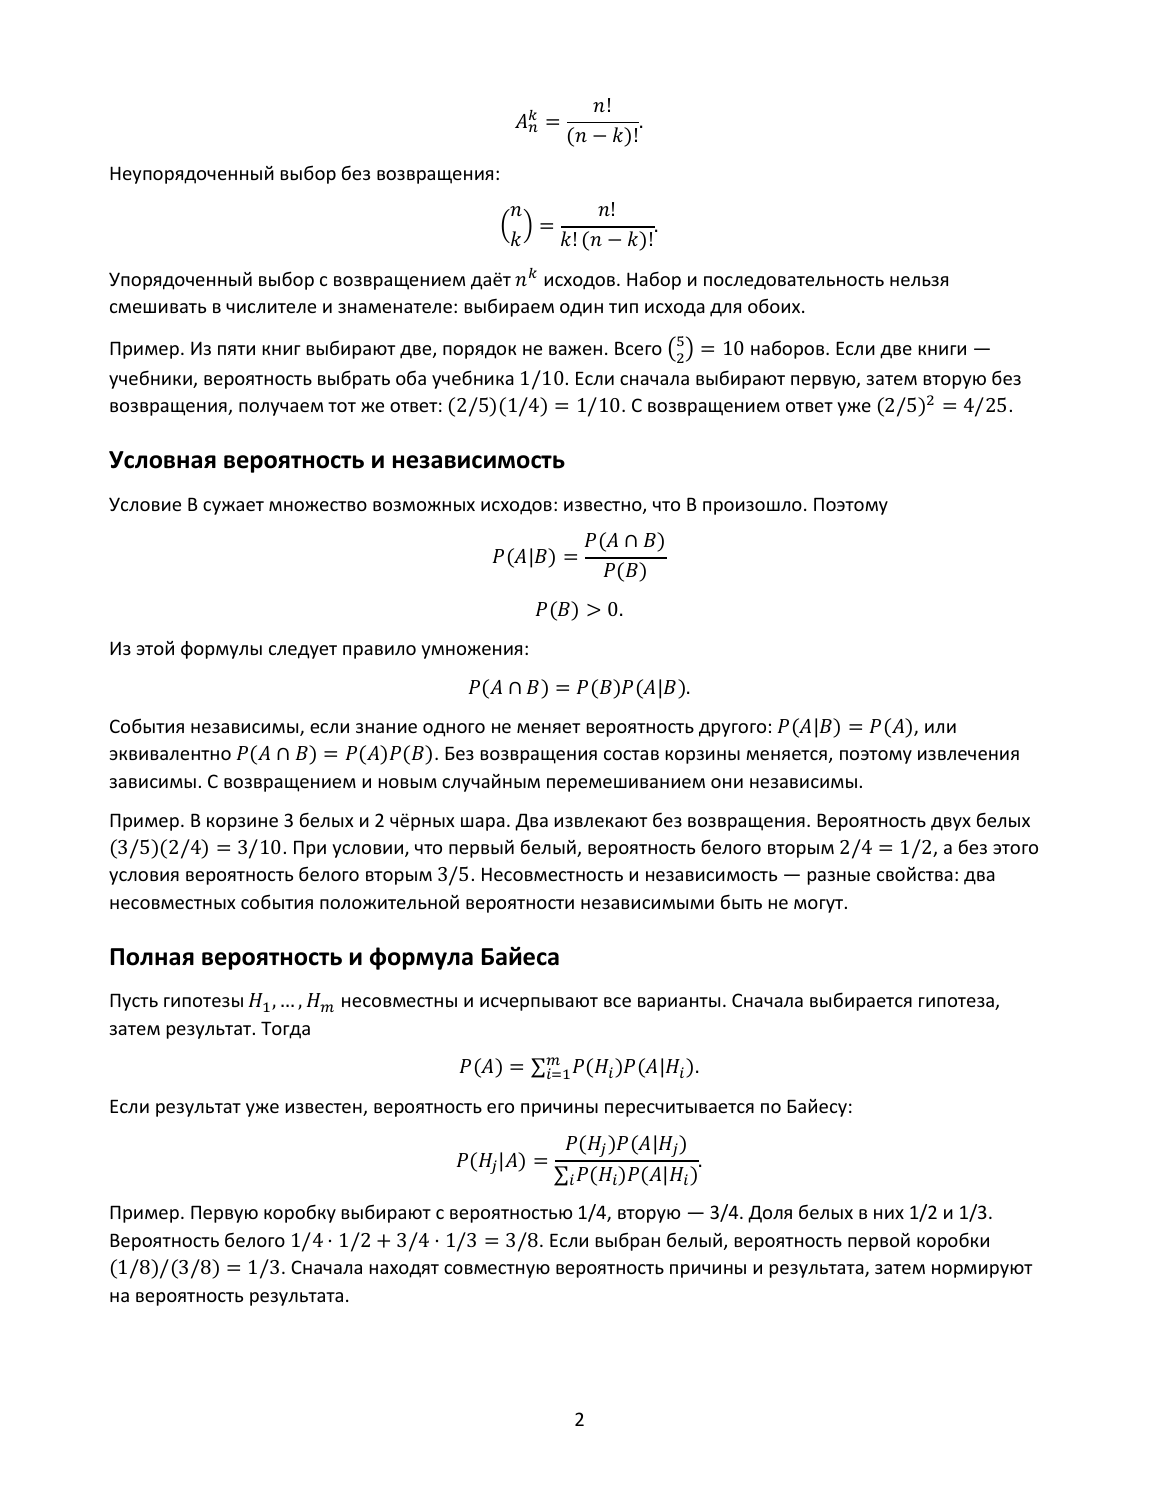 A_n^k = n! / (n − k)!.
Неупорядоченный выбор без возвращения:
(n k) = n! / k! (n − k)!.
Упорядоченный выбор с возвращением даёт n^k исходов. Набор и последовательность нельзя
смешивать в числителе и знаменателе: выбираем один тип исхода для обоих.
Пример. Из пяти книг выбирают две, порядок не важен. Всего (5 2) = 10 наборов. Если две книги —
учебники, вероятность выбрать оба учебника 1/10. Если сначала выбирают первую, затем вторую без
возвращения, получаем тот же ответ: (2/5)(1/4) = 1/10. С возвращением ответ уже (2/5)² = 4/25.
Условная вероятность и независимость
Условие B сужает множество возможных исходов: известно, что B произошло. Поэтому
P(A|B) = P(A ∩ B) / P(B)
P(B) > 0.
Из этой формулы следует правило умножения:
P(A ∩ B) = P(B)P(A|B).
События независимы, если знание одного не меняет вероятность другого: P(A|B) = P(A), или
эквивалентно P(A ∩ B) = P(A)P(B). Без возвращения состав корзины меняется, поэтому извлечения
зависимы. С возвращением и новым случайным перемешиванием они независимы.
Пример. В корзине 3 белых и 2 чёрных шара. Два извлекают без возвращения. Вероятность двух белых
(3/5)(2/4) = 3/10. При условии, что первый белый, вероятность белого вторым 2/4 = 1/2, а без этого
условия вероятность белого вторым 3/5. Несовместность и независимость — разные свойства: два
несовместных события положительной вероятности независимыми быть не могут.
Полная вероятность и формула Байеса
Пусть гипотезы H₁, … , H_m несовместны и исчерпывают все варианты. Сначала выбирается гипотеза,
затем результат. Тогда
P(A) = ∑_{i=1}^m P(H_i)P(A|H_i).
Если результат уже известен, вероятность его причины пересчитывается по Байесу:
P(H_j|A) = P(H_j)P(A|H_j) / ∑_i P(H_i)P(A|H_i).
Пример. Первую коробку выбирают с вероятностью 1/4, вторую — 3/4. Доля белых в них 1/2 и 1/3.
Вероятность белого 1/4 · 1/2 + 3/4 · 1/3 = 3/8. Если выбран белый, вероятность первой коробки
(1/8)/(3/8) = 1/3. Сначала находят совместную вероятность причины и результата, затем нормируют
на вероятность результата.
2